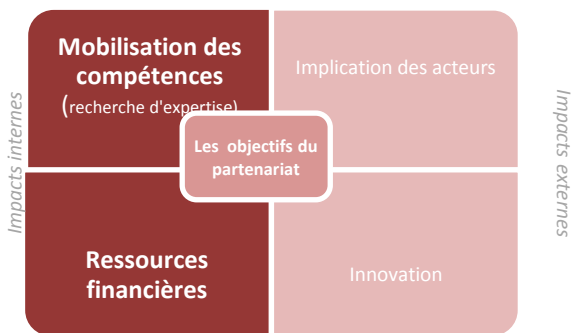 Impacts internes
Mobilisation des
compétences
(recherche d'expertise)
Implication des acteurs
Les objectifs du
partenariat
Ressources
financières
Innovation
Impacts externes